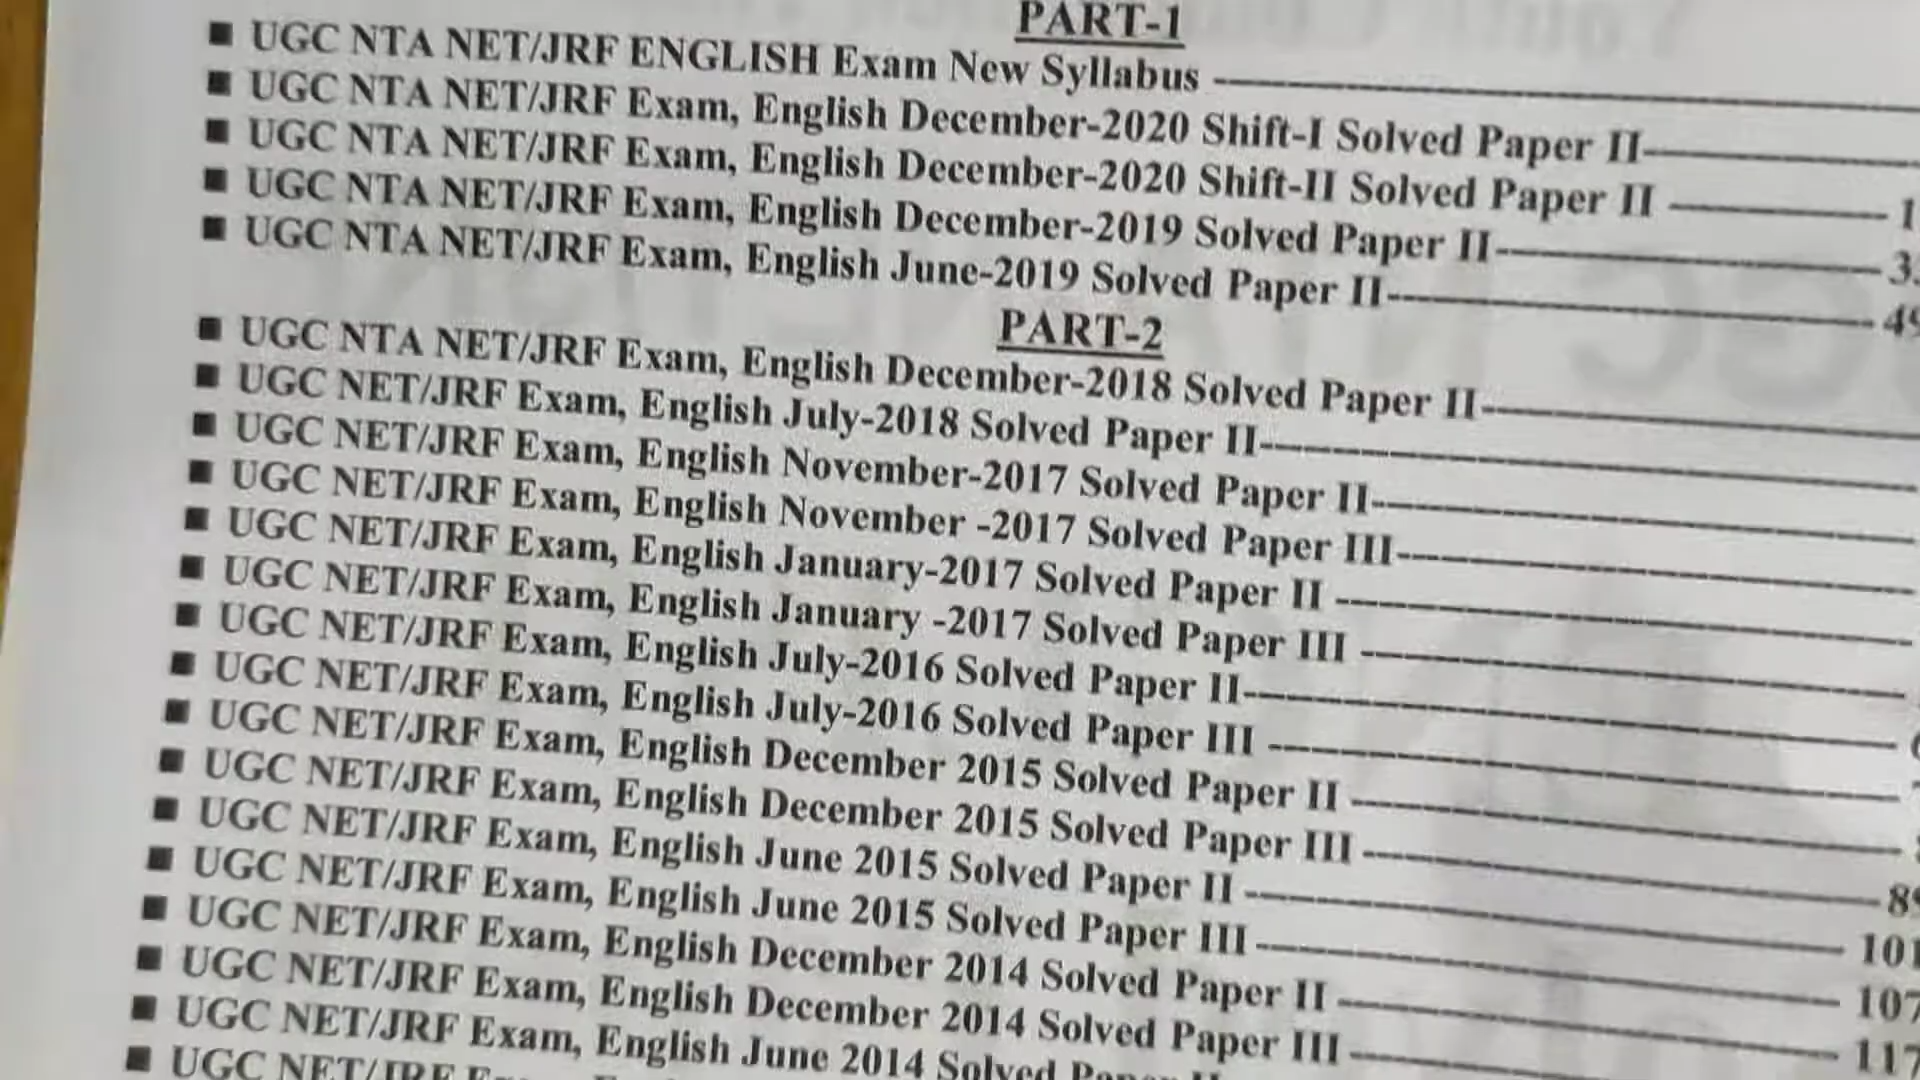 PART-1
■ UGC NTA NET/JRF ENGLISH Exam New Syllabus
■ UGC NTA NET/JRF Exam, English December-2020 Shift-I Solved Paper II
■ UGC NTA NET/JRF Exam, English December-2020 Shift-II Solved Paper II
■ UGC NTA NET/JRF Exam, English December-2019 Solved Paper II
■ UGC NTA NET/JRF Exam, English June-2019 Solved Paper II
PART-2
■ UGC NTA NET/JRF Exam, English December-2018 Solved Paper II
■ UGC NET/JRF Exam, English July-2018 Solved Paper II
■ UGC NET/JRF Exam, English November-2017 Solved Paper II
■ UGC NET/JRF Exam, English November -2017 Solved Paper III
■ UGC NET/JRF Exam, English January-2017 Solved Paper II
■ UGC NET/JRF Exam, English January -2017 Solved Paper III
■ UGC NET/JRF Exam, English July-2016 Solved Paper II
■ UGC NET/JRF Exam, English July-2016 Solved Paper III
■ UGC NET/JRF Exam, English December 2015 Solved Paper II
■ UGC NET/JRF Exam, English December 2015 Solved Paper III
■ UGC NET/JRF Exam, English June 2015 Solved Paper II
■ UGC NET/JRF Exam, English June 2015 Solved Paper III 101
■ UGC NET/JRF Exam, English December 2014 Solved Paper II 107
■ UGC NET/JRF Exam, English December 2014 Solved Paper III 117
■ UGC NET/JRF Exam, English June 2014 Solved
■ UGC NET/JRF